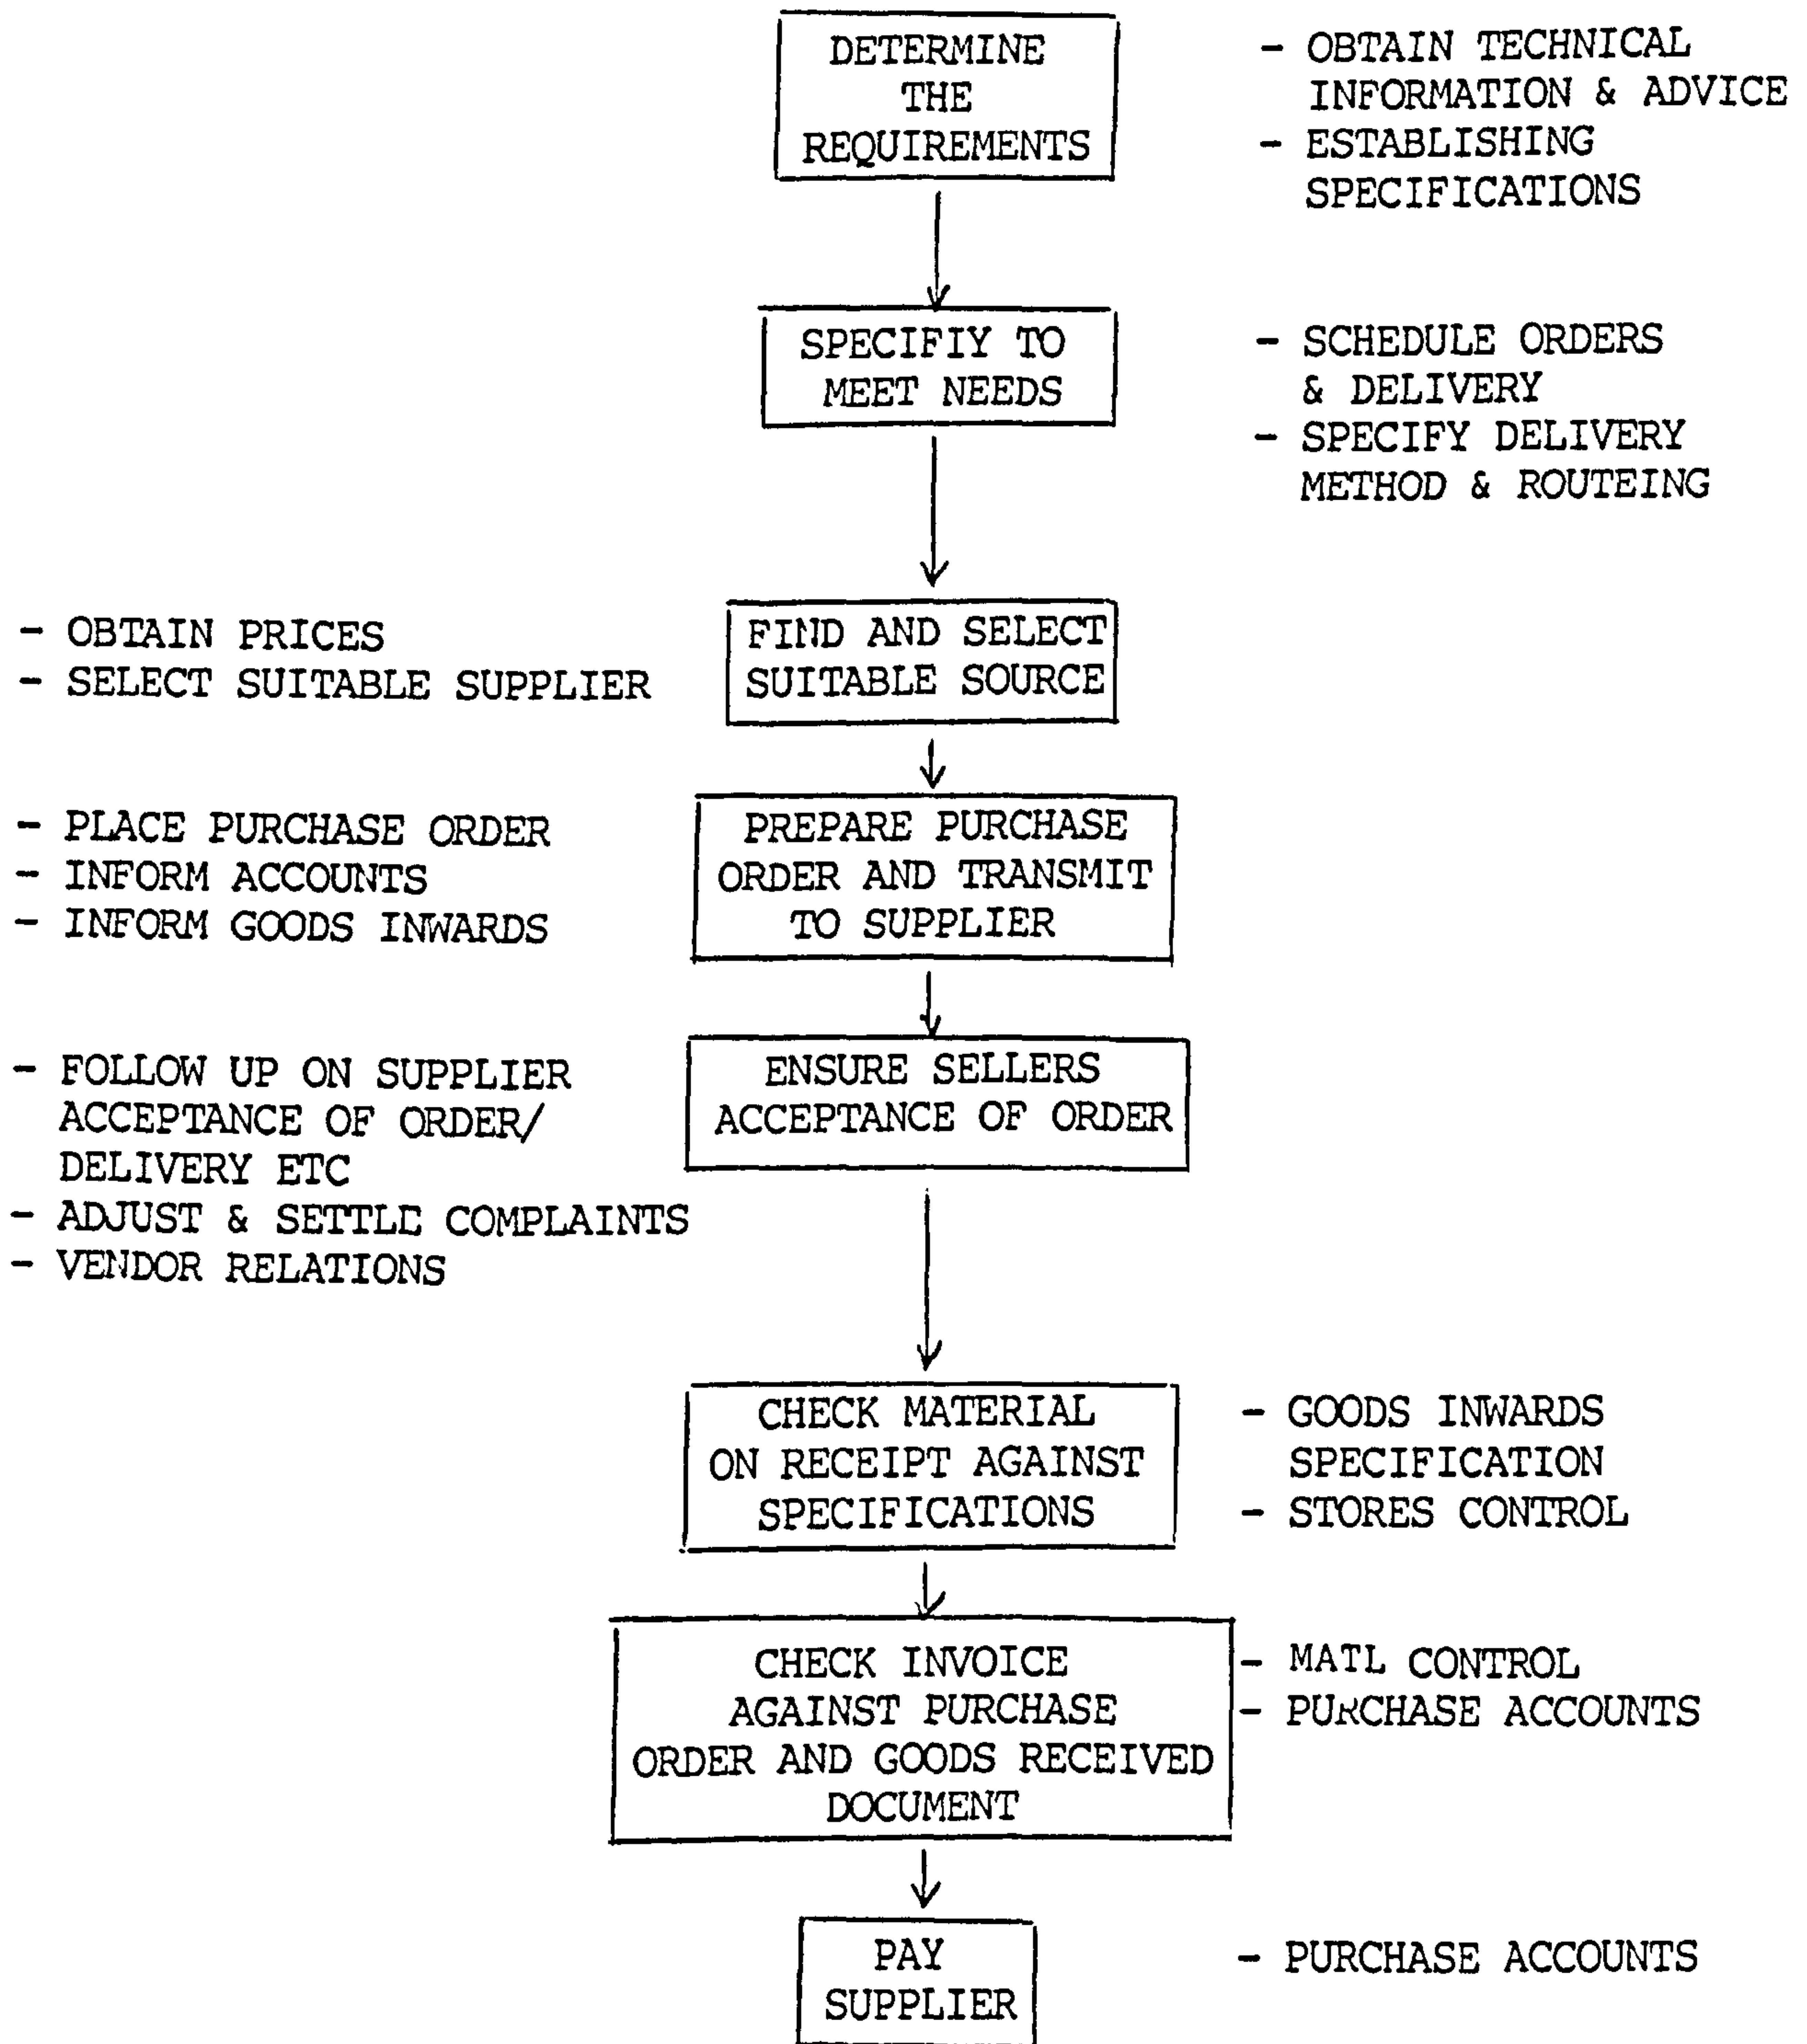 DETERMINE
THE
REQUIREMENTS
- OBTAIN TECHNICAL
INFORMATION & ADVICE
- ESTABLISHING
SPECIFICATIONS
SPECIFIY TO
MEET NEEDS
- SCHEDULE ORDERS
& DELIVERY
- SPECIFY DELIVERY
METHOD & ROUTEING
- OBTAIN PRICES
- SELECT SUITABLE SUPPLIER
FIND AND SELECT
SUITABLE SOURCE
- PLACE PURCHASE ORDER
- INFORM ACCOUNTS
- INFORM GOODS INWARDS
PREPARE PURCHASE
ORDER AND TRANSMIT
TO SUPPLIER
- FOLLOW UP ON SUPPLIER
ACCEPTANCE OF ORDER/
DELIVERY ETC
- ADJUST & SETTLE COMPLAINTS
- VENDOR RELATIONS
ENSURE SELLERS
ACCEPTANCE OF ORDER
CHECK MATERIAL
ON RECEIPT AGAINST
SPECIFICATIONS
- GOODS INWARDS
SPECIFICATION
- STORES CONTROL
CHECK INVOICE
AGAINST PURCHASE
ORDER AND GOODS RECEIVED
DOCUMENT
- MATL CONTROL
- PURCHASE ACCOUNTS
PAY
SUPPLIER
- PURCHASE ACCOUNTS